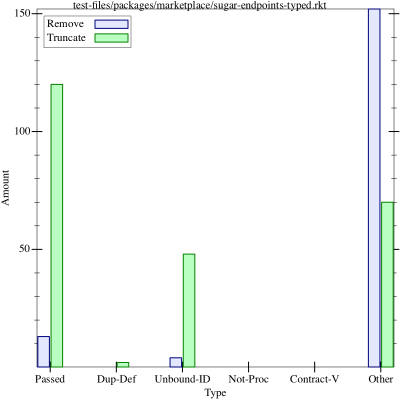 test-files/packages/marketplace/sugar-endpoints-typed.rkt
150
Remove
Truncate
100
Amount
50
Passed Dup-Def Unbound-ID Not-Proc Contract-V Other
Type